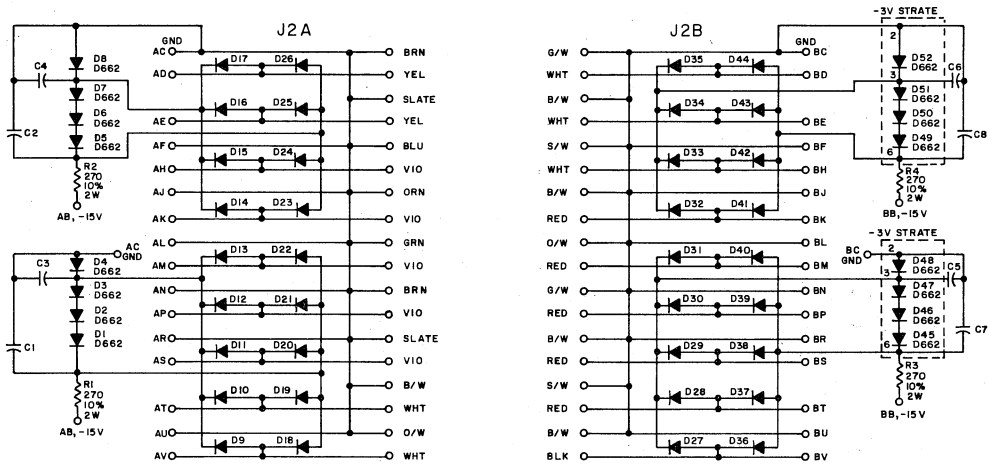 J2A
GND
AC BRN
AD YEL
SLATE
AE YEL
AF BLU
AH VIO
AJ ORN
AK VIO
AL GRN
AM VIO
AN BRN
AP VIO
AR SLATE
AS VIO
B/W
AT WHT
AU O/W
AV WHT
D17 D26
D16 D25
D15 D24
D14 D23
D13 D22
D12 D21
D11 D20
D10 D19
D9 D18
C4
C2
D8
D662
D7
D662
D6
D662
D5
D662
R2
270
10%
2W
AB, -15V
AC
GND
C3
C1
D4
D662
D3
D662
D2
D662
D1
D662
R1
270
10%
2W
AB, -15V
J2B
GND
G/W BC
WHT BD
B/W
WHT BE
S/W BF
WHT BH
B/W BJ
RED BK
O/W BL
RED BM
G/W BN
RED BP
B/W BR
RED BS
S/W
RED BT
B/W BU
BLK BV
D35 D44
D34 D43
D33 D42
D32 D41
D31 D40
D30 D39
D29 D38
D28 D37
D27 D36
-3V STRATE
2
D52
D662
3
C6
D51
D662
D50
D662
D49
D662
6
C8
R4
270
10%
2W
BB, -15V
-3V STRATE
BC
GND
2
D48
D662
3
C5
D47
D662
D46
D662
D45
D662
6
C7
R3
270
10%
2W
BB, -15V